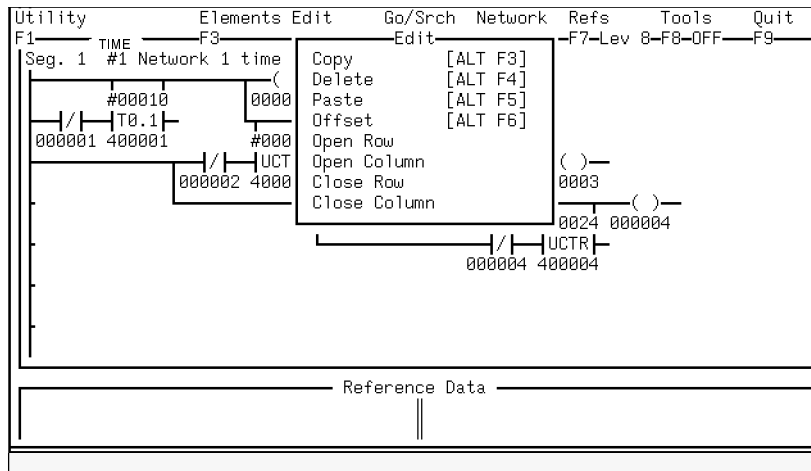 Utility Elements Edit Go/Srch Network Refs Tools Quit
F1 TIME F3 Edit F7-Lev 8-F8-OFF F9
Seg. 1 #1 Network 1 time
Copy [ALT F3]
Delete [ALT F4]
Paste [ALT F5]
Offset [ALT F6]
Open Row
Open Column
Close Row
Close Column
( 
#00010 0000
/ T0.1
000001 400001 #000
/ UCT ( )
000002 4000 0003
( )
0024 000004
/ UCTR
000004 400004
Reference Data